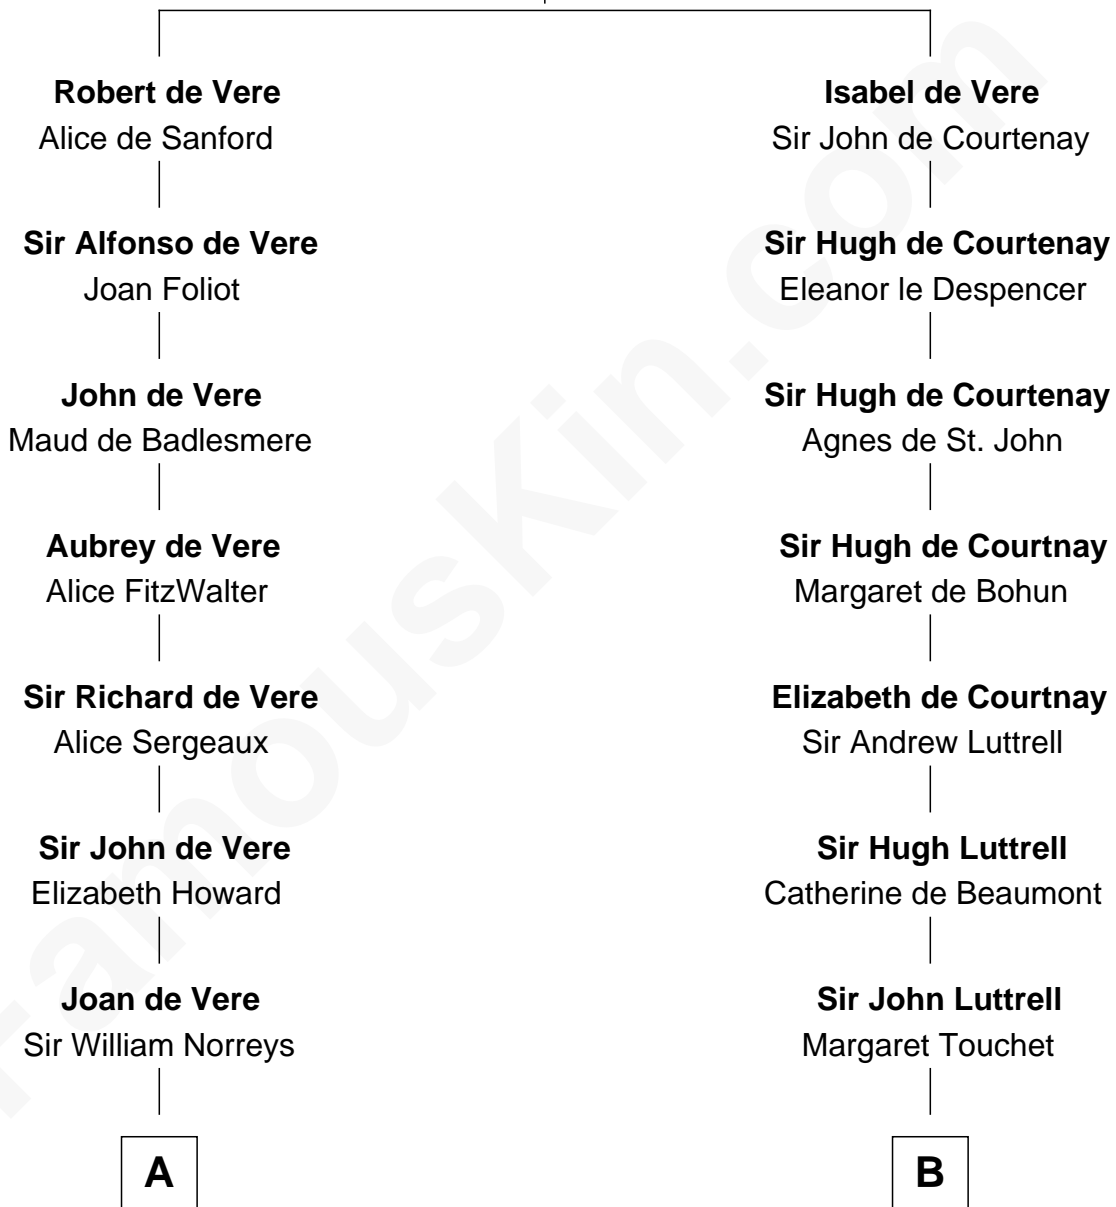 Robert de Vere
Alice de Sanford
Sir Alfonso de Vere
Joan Foliot
John de Vere
Maud de Badlesmere
Aubrey de Vere
Alice FitzWalter
Sir Richard de Vere
Alice Sergeaux
Sir John de Vere
Elizabeth Howard
Joan de Vere
Sir William Norreys
A
Isabel de Vere
Sir John de Courtenay
Sir Hugh de Courtenay
Eleanor le Despencer
Sir Hugh de Courtenay
Agnes de St. John
Sir Hugh de Courtnay
Margaret de Bohun
Elizabeth de Courtnay
Sir Andrew Luttrell
Sir Hugh Luttrell
Catherine de Beaumont
Sir John Luttrell
Margaret Touchet
B
FamousKin.com